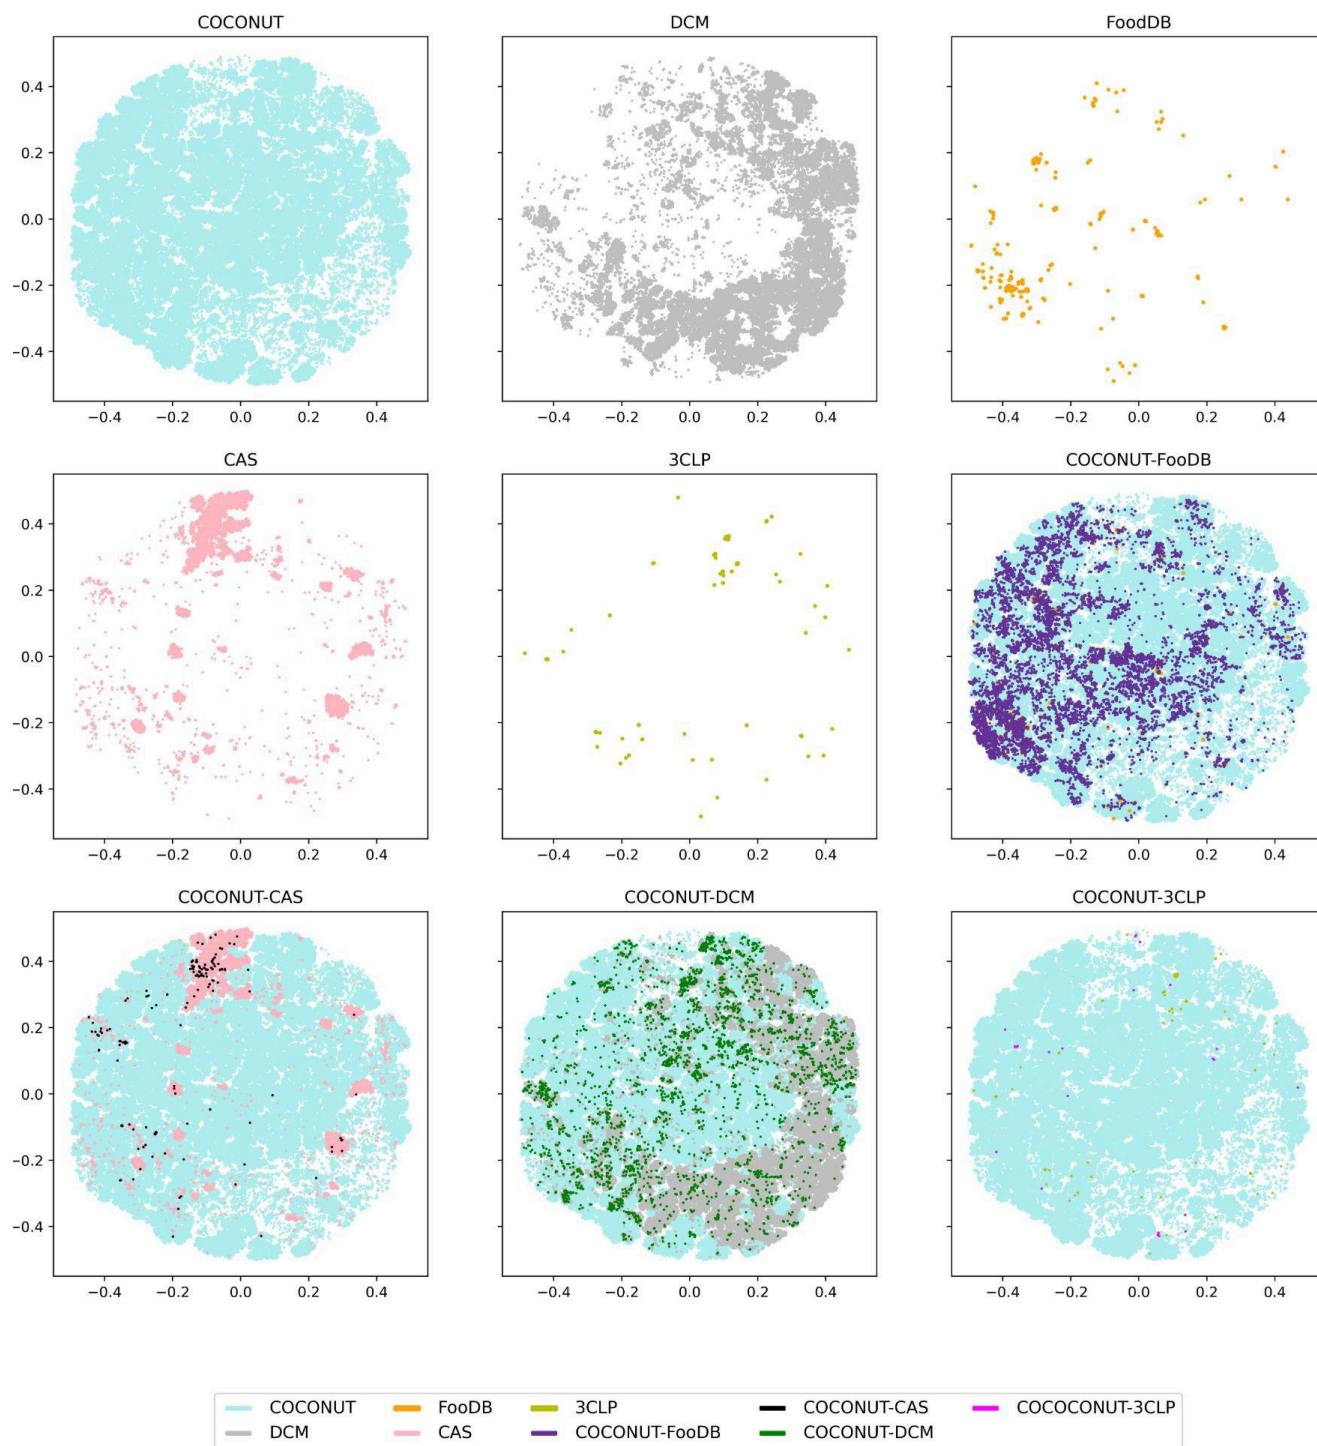 COCONUT
DCM
FoodDB
0.4
0.2
0.0
−0.2
−0.4
−0.4 −0.2 0.0 0.2 0.4
−0.4 −0.2 0.0 0.2 0.4
−0.4 −0.2 0.0 0.2 0.4
CAS
3CLP
COCONUT-FooDB
0.4
0.2
0.0
−0.2
−0.4
−0.4 −0.2 0.0 0.2 0.4
−0.4 −0.2 0.0 0.2 0.4
−0.4 −0.2 0.0 0.2 0.4
COCONUT-CAS
COCONUT-DCM
COCONUT-3CLP
0.4
0.2
0.0
−0.2
−0.4
−0.4 −0.2 0.0 0.2 0.4
−0.4 −0.2 0.0 0.2 0.4
−0.4 −0.2 0.0 0.2 0.4
COCONUT FooDB 3CLP COCONUT-CAS COCOCONUT-3CLP
DCM CAS COCONUT-FooDB COCONUT-DCM